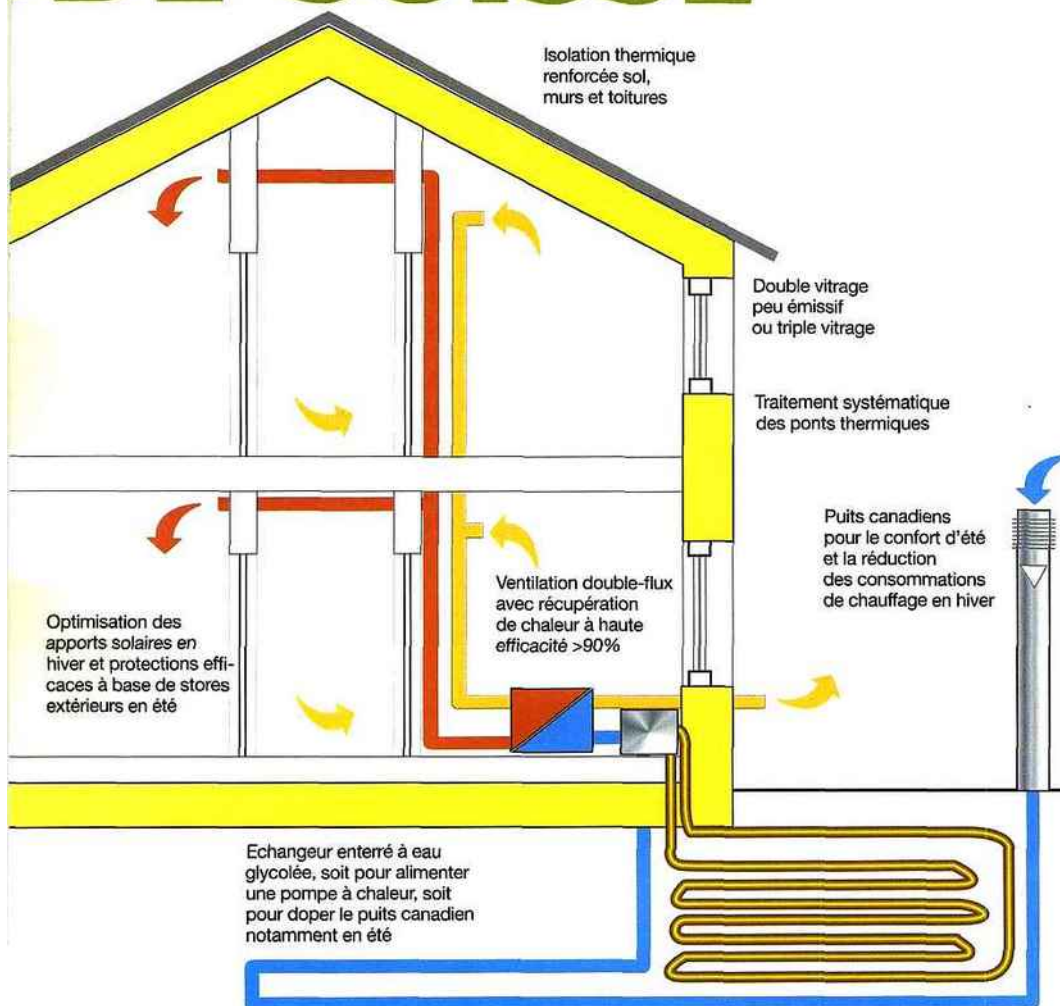 Isolation thermique
renforcée sol,
murs et toitures
Double vitrage
peu émissif
ou triple vitrage
Traitement systématique
des ponts thermiques
Puits canadiens
pour le confort d'été
et la réduction
des consommations
de chauffage en hiver
Ventilation double-flux
avec récupération
de chaleur à haute
efficacité >90%
Optimisation des
apports solaires en
hiver et protections effi-
caces à base de stores
extérieurs en été
Echangeur enterré à eau
glycolée, soit pour alimenter
une pompe à chaleur, soit
pour doper le puits canadien
notamment en été